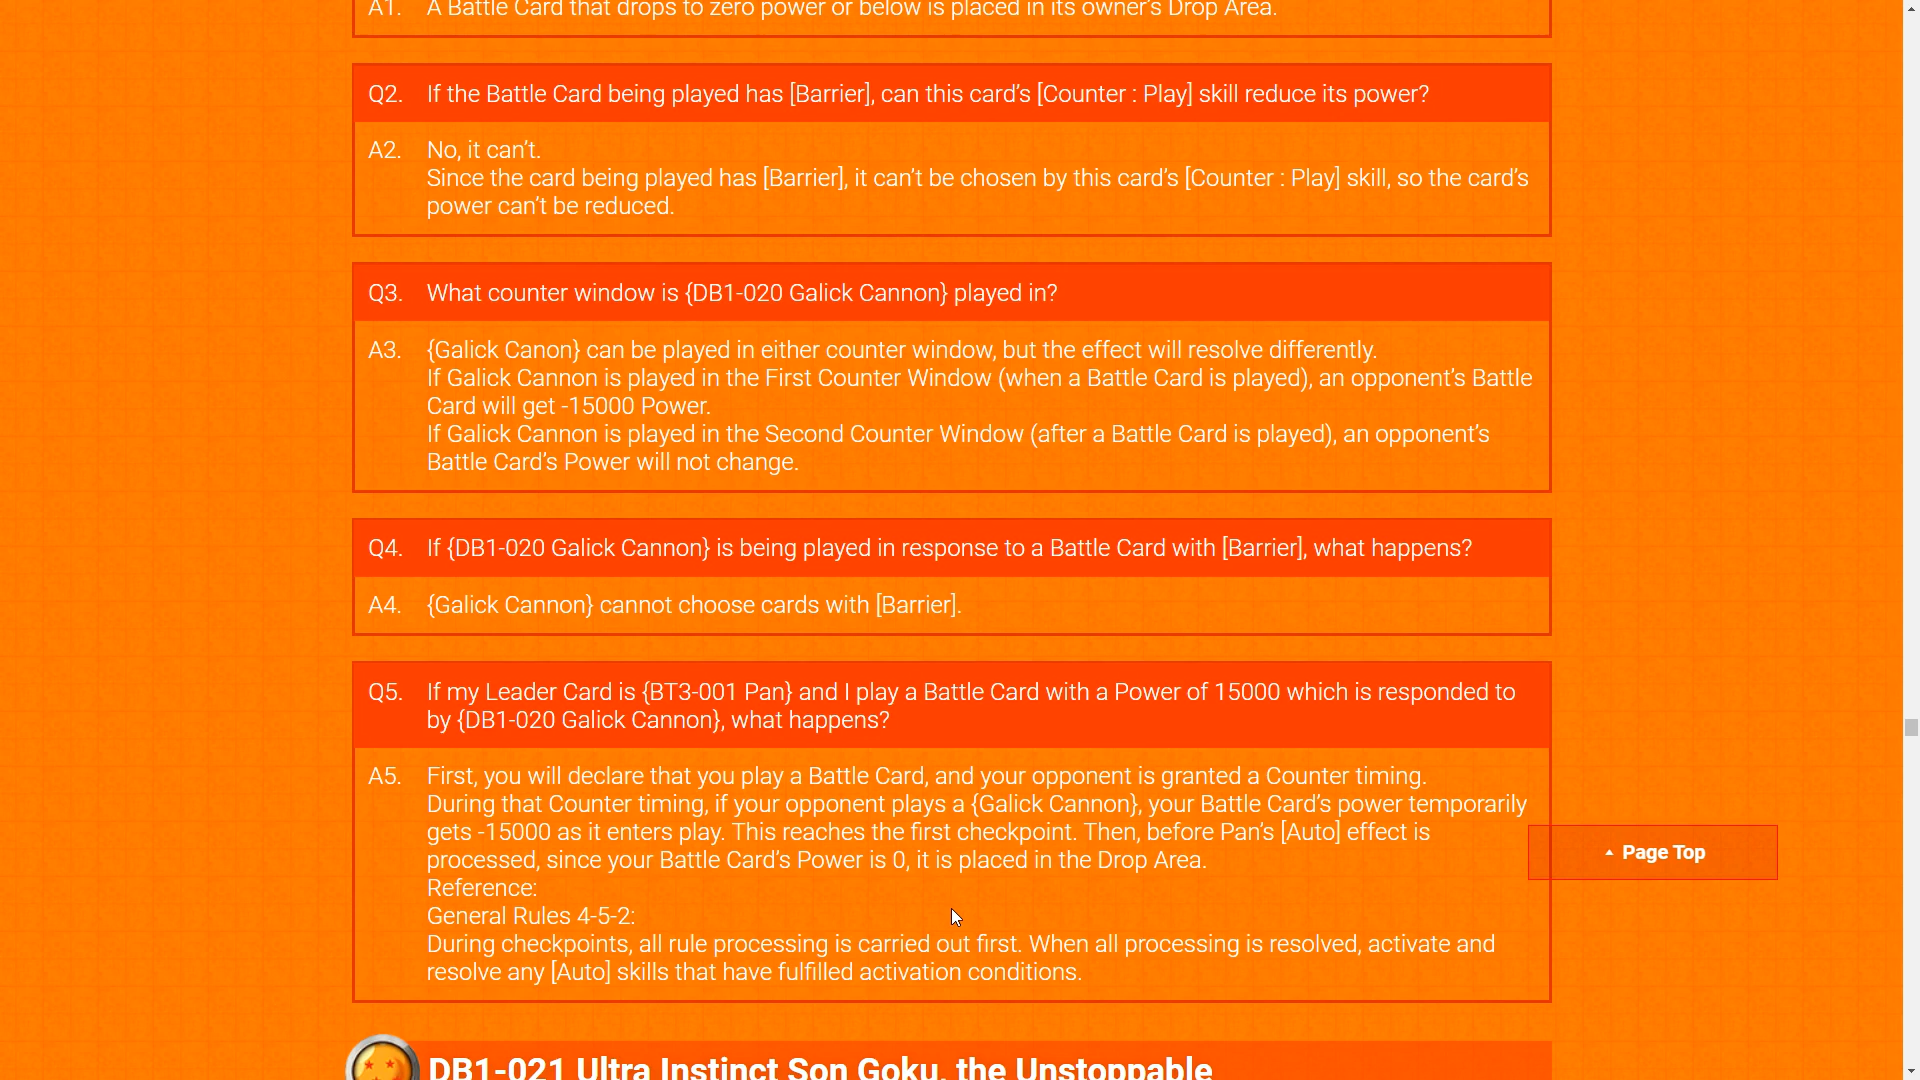 A1. A Battle Card that drops to zero power or below is placed in its owner's Drop Area.
Q2. If the Battle Card being played has [Barrier], can this card’s [Counter : Play] skill reduce its power?
A2. No, it can’t.
Since the card being played has [Barrier], it can’t be chosen by this card’s [Counter : Play] skill, so the card’s
power can’t be reduced.
Q3. What counter window is {DB1-020 Galick Cannon} played in?
A3. {Galick Canon} can be played in either counter window, but the effect will resolve differently.
If Galick Cannon is played in the First Counter Window (when a Battle Card is played), an opponent’s Battle
Card will get -15000 Power.
If Galick Cannon is played in the Second Counter Window (after a Battle Card is played), an opponent’s
Battle Card’s Power will not change.
Q4. If {DB1-020 Galick Cannon} is being played in response to a Battle Card with [Barrier], what happens?
A4. {Galick Cannon} cannot choose cards with [Barrier].
Q5. If my Leader Card is {BT3-001 Pan} and I play a Battle Card with a Power of 15000 which is responded to
by {DB1-020 Galick Cannon}, what happens?
A5. First, you will declare that you play a Battle Card, and your opponent is granted a Counter timing.
During that Counter timing, if your opponent plays a {Galick Cannon}, your Battle Card’s power temporarily
gets -15000 as it enters play. This reaches the first checkpoint. Then, before Pan’s [Auto] effect is
processed, since your Battle Card’s Power is 0, it is placed in the Drop Area.
Reference:
General Rules 4-5-2:
During checkpoints, all rule processing is carried out first. When all processing is resolved, activate and
resolve any [Auto] skills that have fulfilled activation conditions.
Page Top
DB1-021 Ultra Instinct Son Goku, the Unstoppable